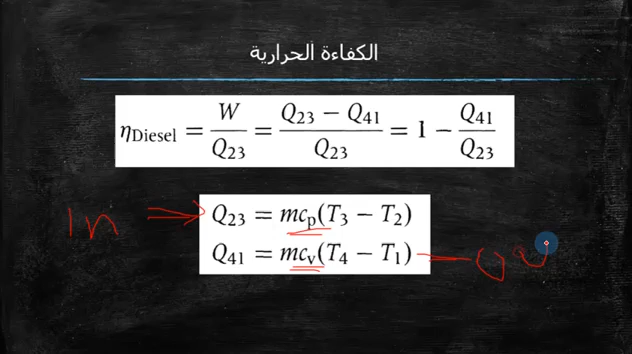 الكفاءة الحرارية
η_Diesel = W / Q₂₃ = (Q₂₃ − Q₄₁) / Q₂₃ = 1 − Q₄₁ / Q₂₃
In
Q₂₃ = mcₚ(T₃ − T₂)
Q₄₁ = mcᵥ(T₄ − T₁)